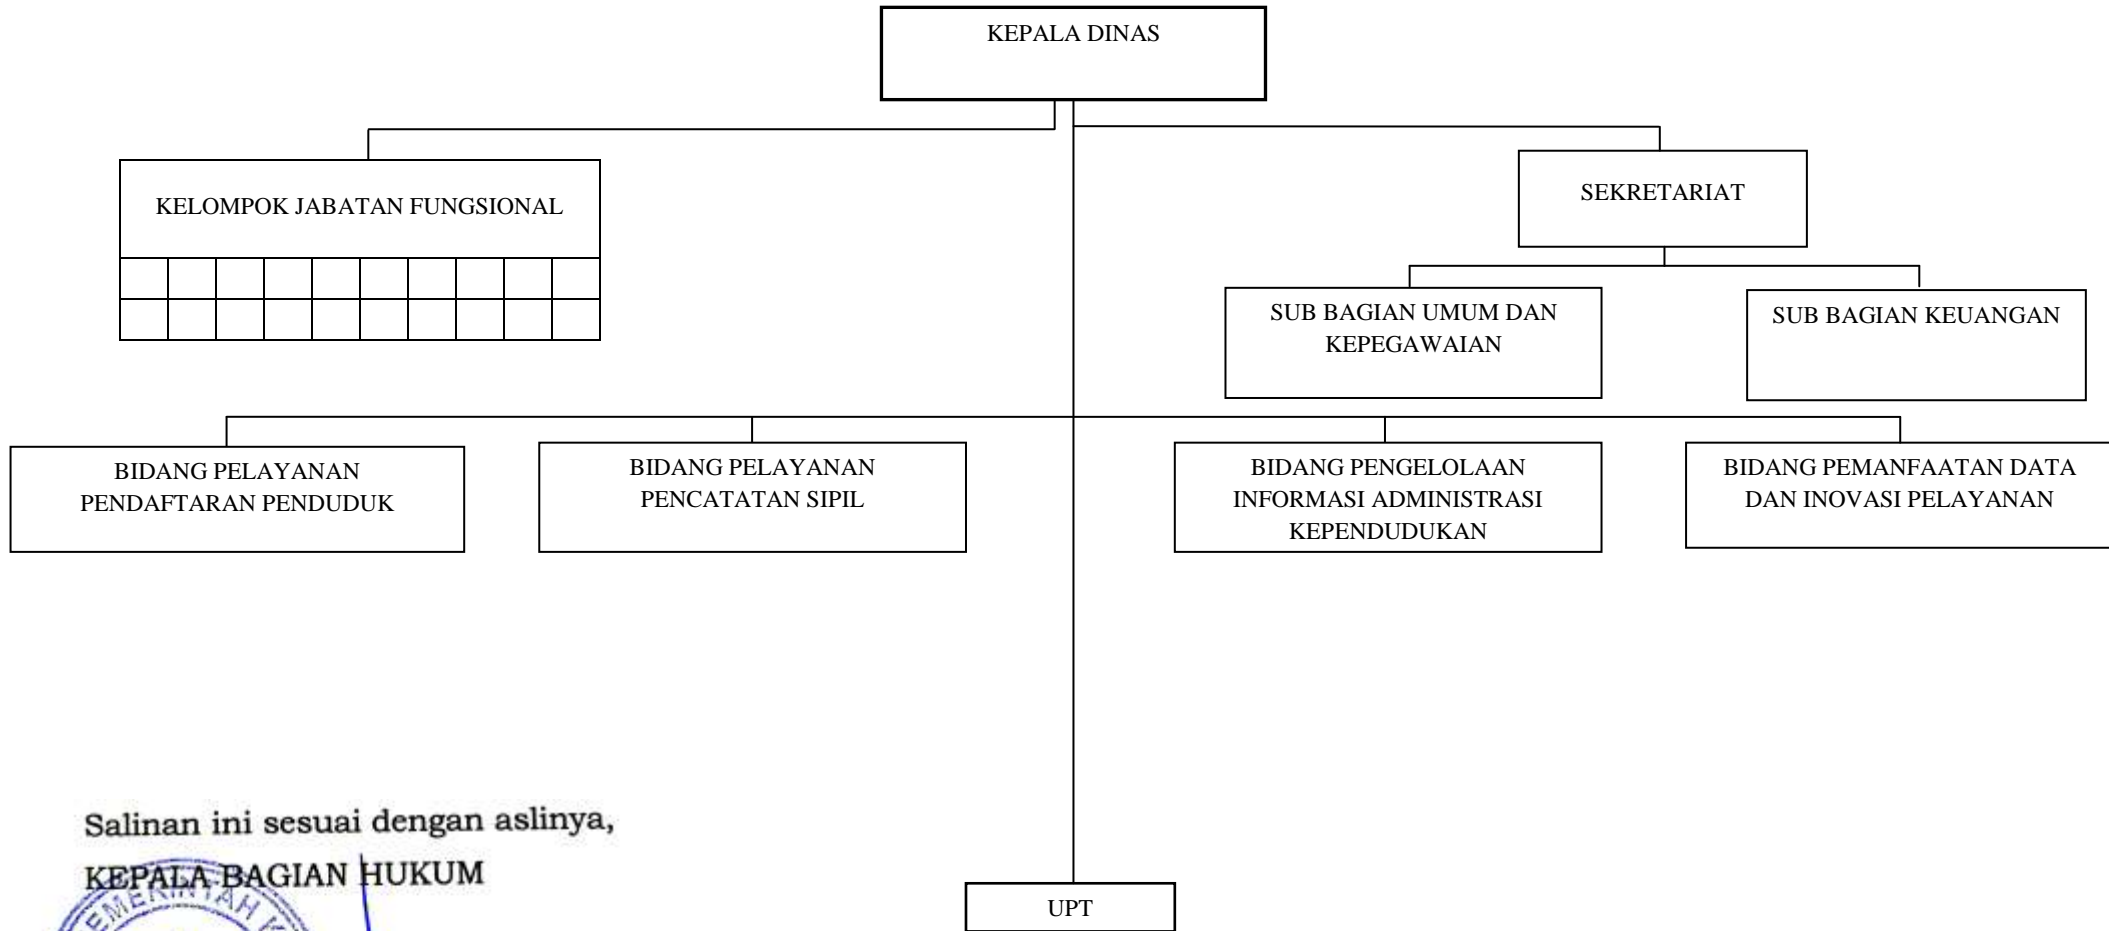 KEPALA DINAS
KELOMPOK JABATAN FUNGSIONAL
SEKRETARIAT
SUB BAGIAN UMUM DAN
KEPEGAWAIAN
SUB BAGIAN KEUANGAN
BIDANG PELAYANAN
PENDAFTARAN PENDUDUK
BIDANG PELAYANAN
PENCATATAN SIPIL
BIDANG PENGELOLAAN
INFORMASI ADMINISTRASI
KEPENDUDUKAN
BIDANG PEMANFAATAN DATA
DAN INOVASI PELAYANAN
Salinan ini sesuai dengan aslinya,
KEPALA BAGIAN HUKUM
UPT